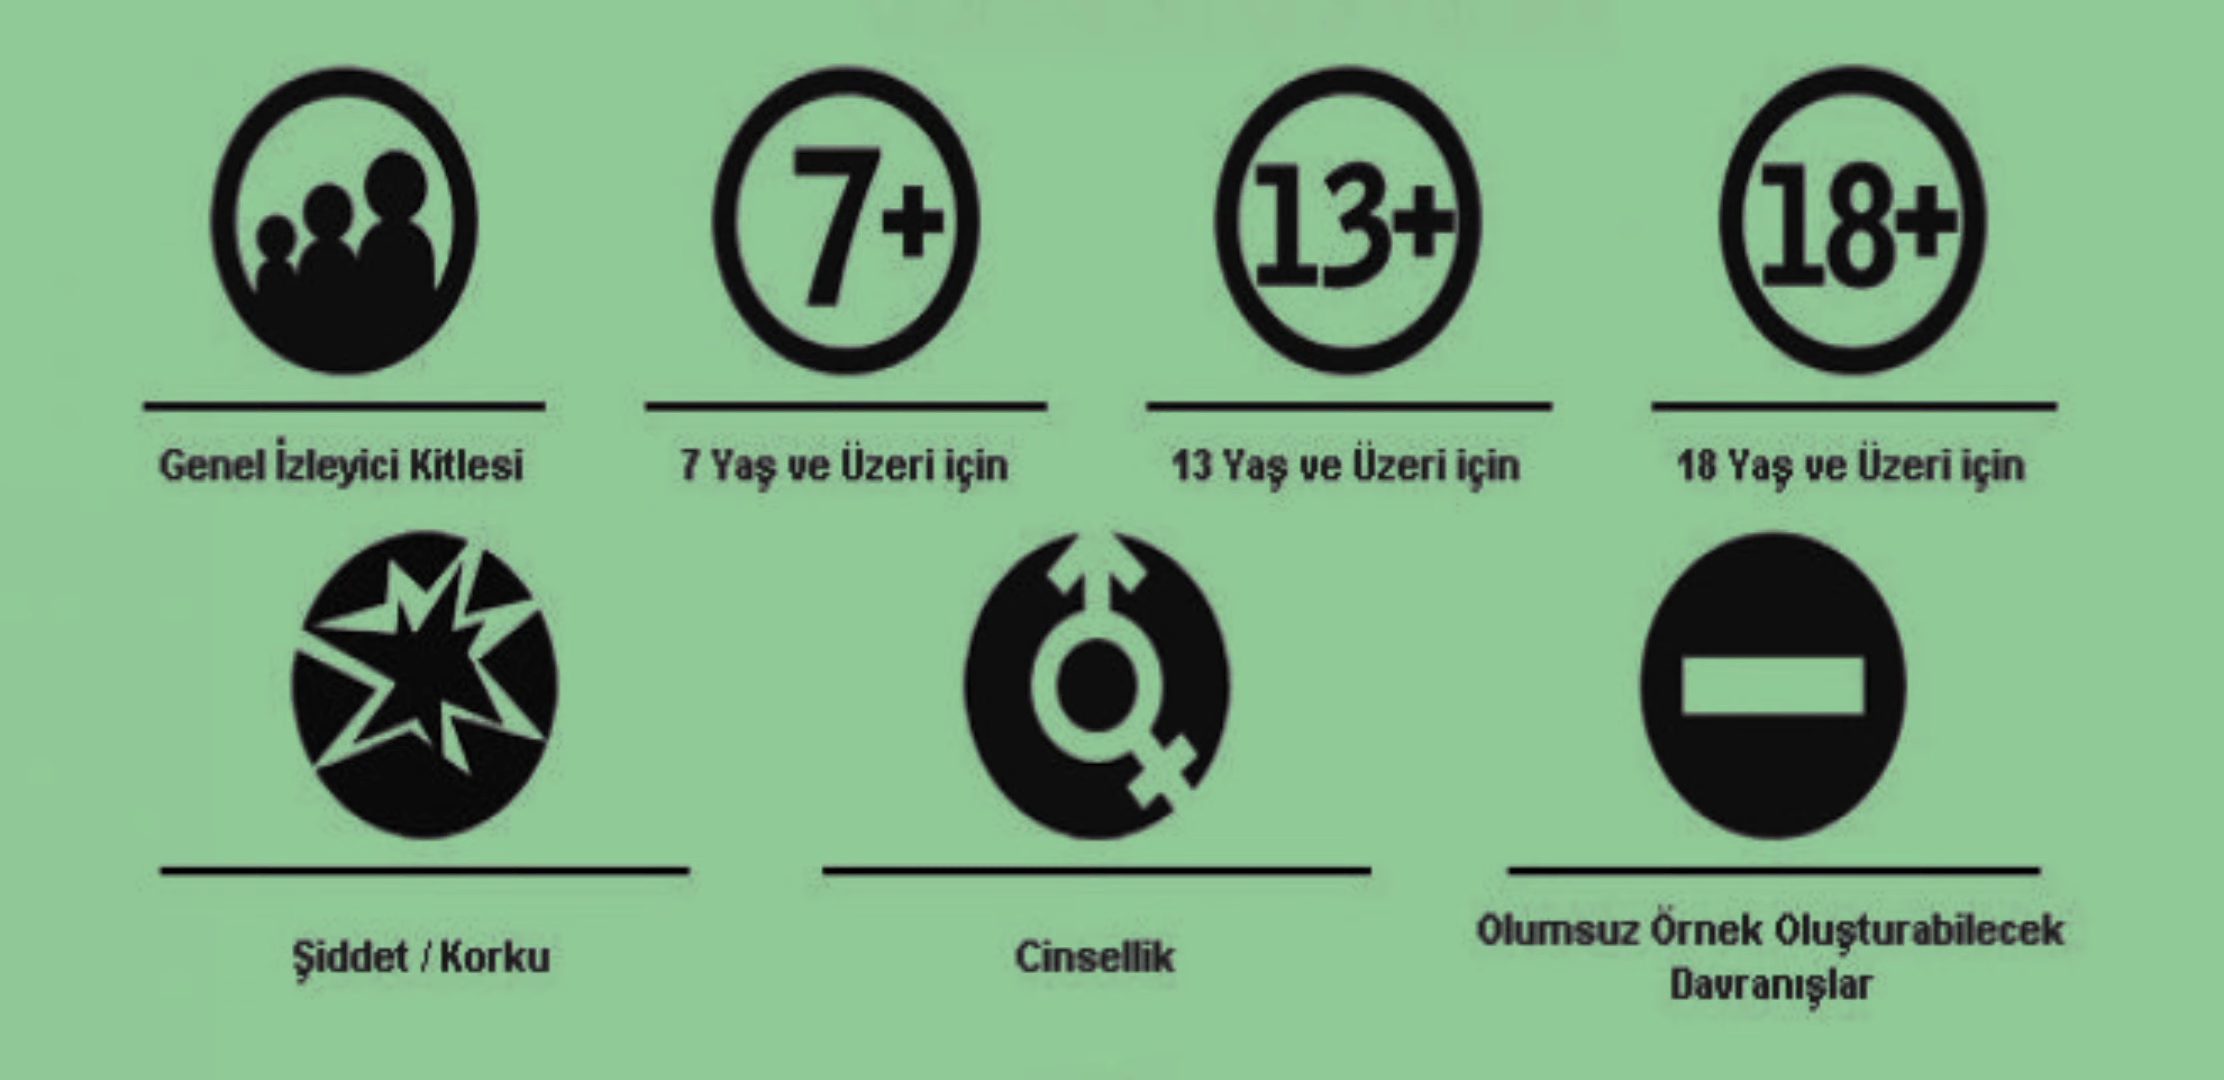 7+
13+
18+
Genel İzleyici Kitlesi
7 Yaş ve Üzeri için
13 Yaş ve Üzeri için
18 Yaş ve Üzeri için
Şiddet / Korku
Cinsellik
Olumsuz Örnek Oluşturabilecek
Davranışlar